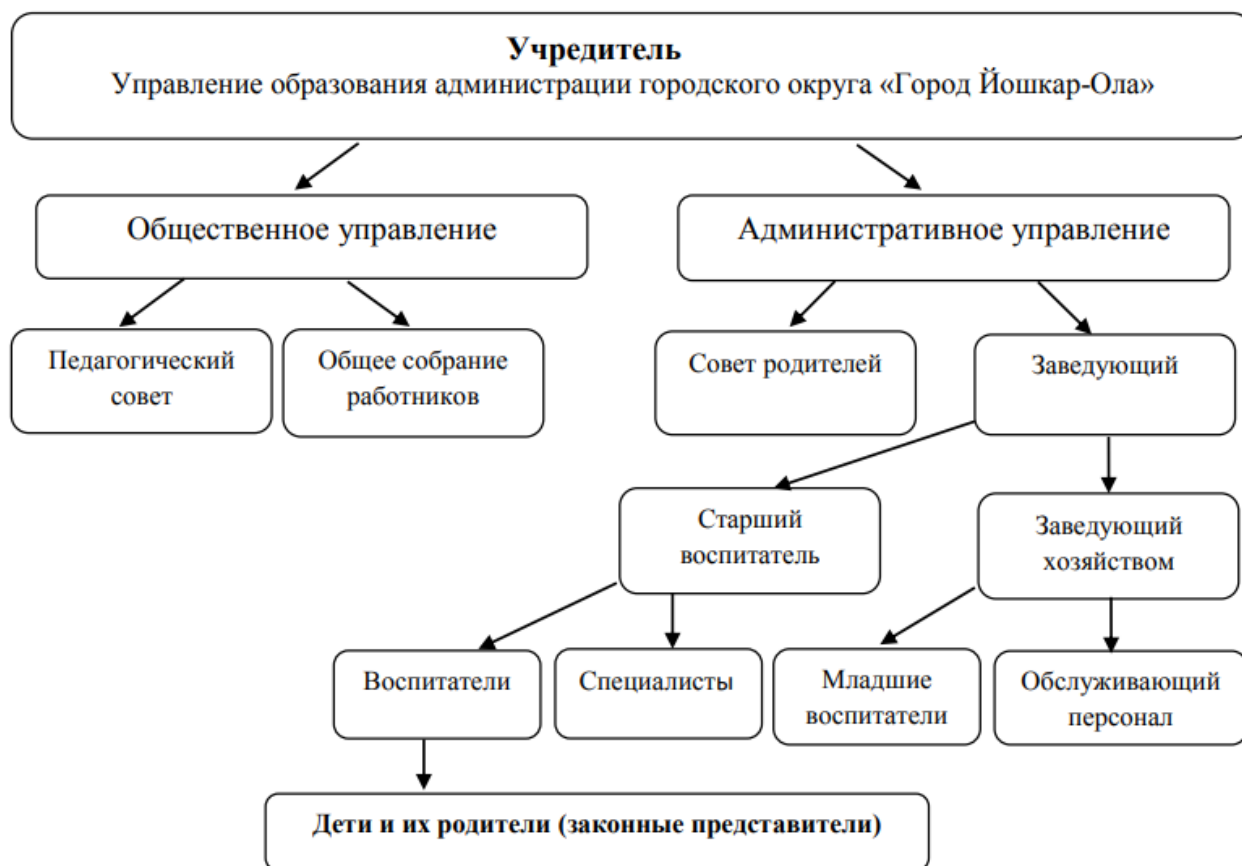 Учредитель
Управление образования администрации городского округа «Город Йошкар-Ола»
Общественное управление
Административное управление
Педагогический
совет
Общее собрание
работников
Совет родителей
Заведующий
Старший
воспитатель
Заведующий
хозяйством
Воспитатели
Специалисты
Младшие
воспитатели
Обслуживающий
персонал
Дети и их родители (законные представители)